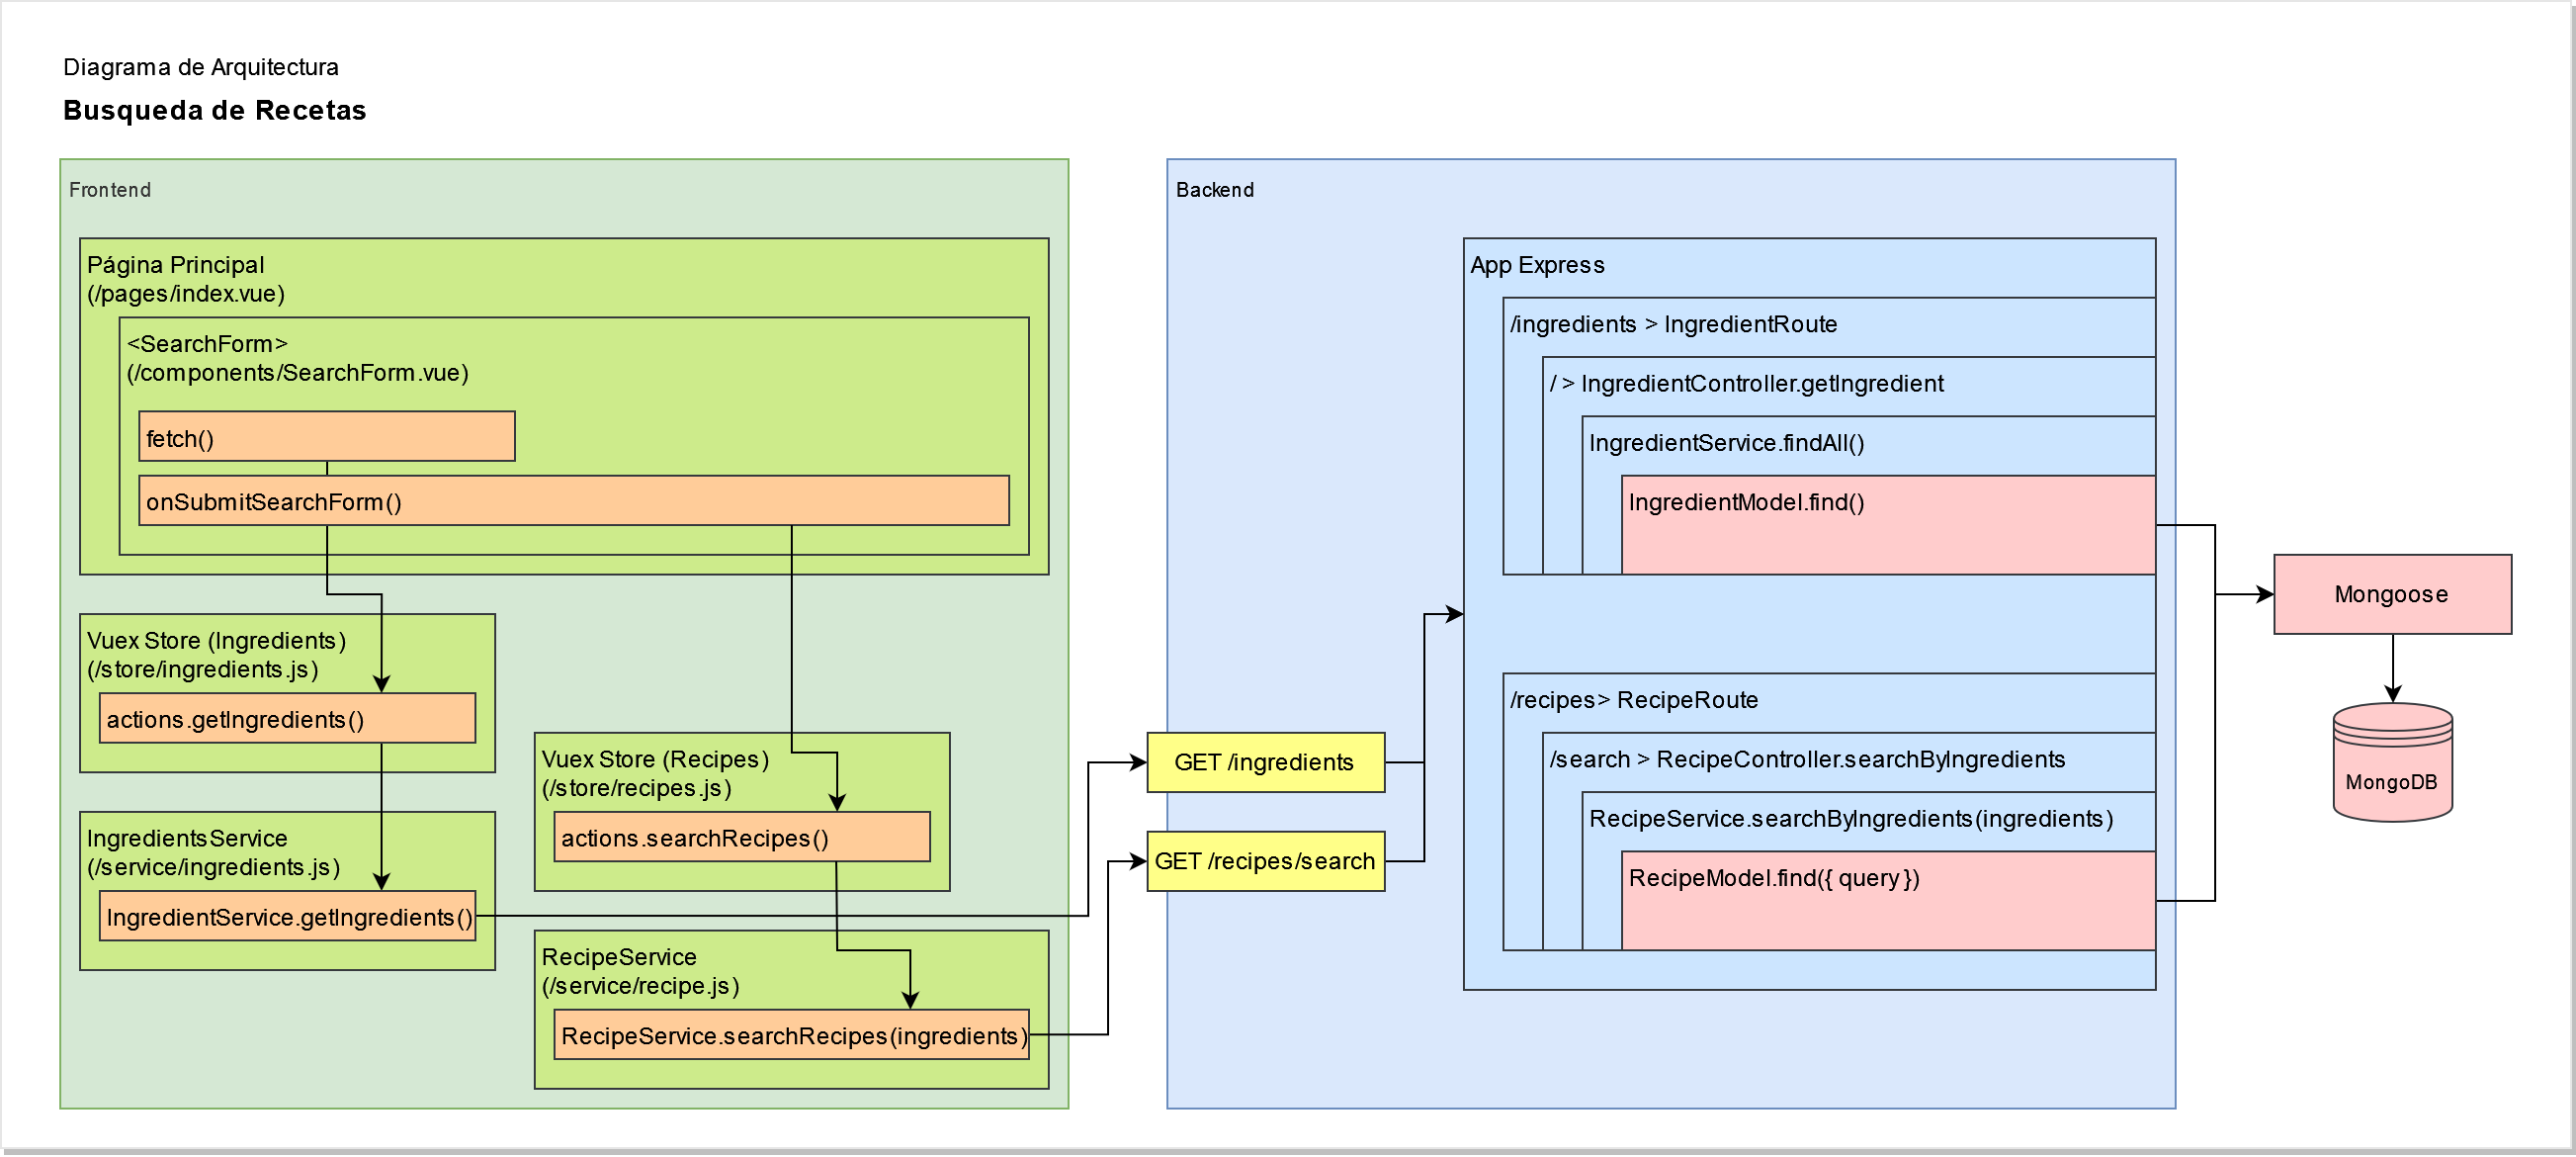 Diagrama de Arquitectura
Busqueda de Recetas
Frontend
Página Principal
(/pages/index.vue)
<SearchForm>
(/components/SearchForm.vue)
fetch()
onSubmitSearchForm()
Vuex Store (Ingredients)
(/store/ingredients.js)
actions.getIngredients()
IngredientsService
(/service/ingredients.js)
IngredientService.getIngredients()
Vuex Store (Recipes)
(/store/recipes.js)
actions.searchRecipes()
RecipeService
(/service/recipe.js)
RecipeService.searchRecipes(ingredients)
Backend
GET /ingredients
GET /recipes/search
App Express
/ingredients > IngredientRoute
/ > IngredientController.getIngredient
IngredientService.findAll()
IngredientModel.find()
/recipes> RecipeRoute
/search > RecipeController.searchByIngredients
RecipeService.searchByIngredients(ingredients)
RecipeModel.find({ query })
Mongoose
MongoDB